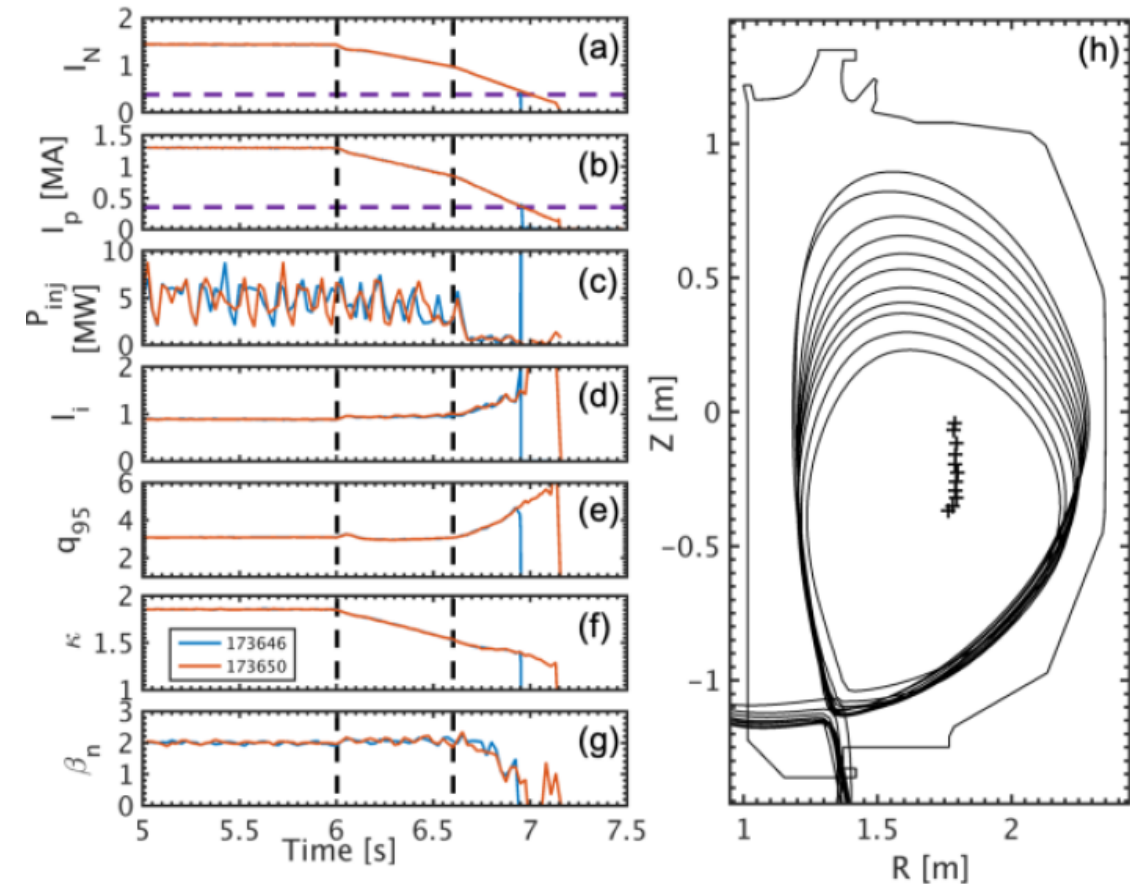 2
1
0
I_N
(a)
1.5
1
0.5
0
I_p [MA]
(b)
10
5
0
P_inj
[MW]
(c)
2
1
0
l_i
(d)
6
4
2
q_95
(e)
2
1.5
1
κ
(f)
173646
173650
3
2
1
0
β_n
(g)
5 5.5 6 6.5 7 7.5
Time [s]
(h)
1
0.5
0
−0.5
−1
Z [m]
1 1.5 2
R [m]